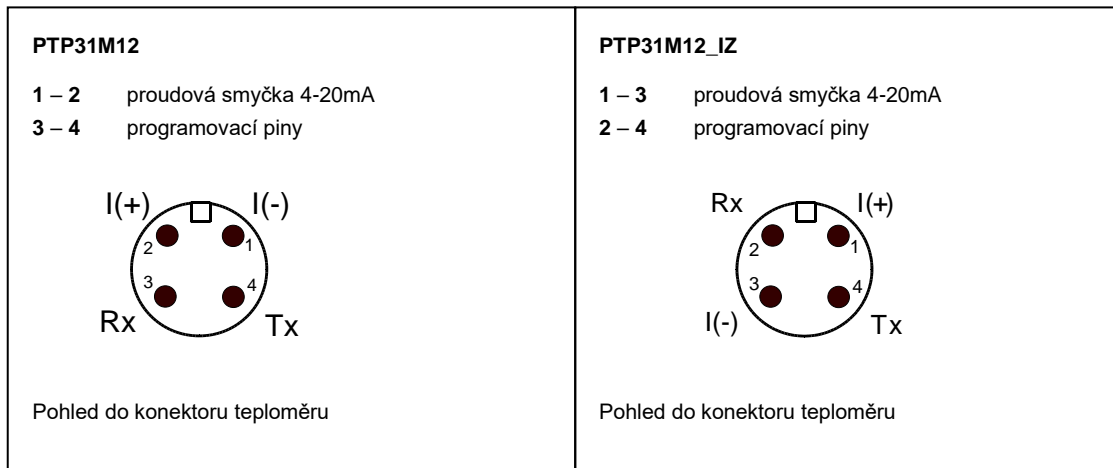 PTP31M12
1 – 2 proudová smyčka 4-20mA
3 – 4 programovací piny
I(+) I(-)
2 1
3 4
Rx Tx
Pohled do konektoru teploměru
PTP31M12_IZ
1 – 3 proudová smyčka 4-20mA
2 – 4 programovací piny
Rx I(+)
2 1
3 4
I(-) Tx
Pohled do konektoru teploměru